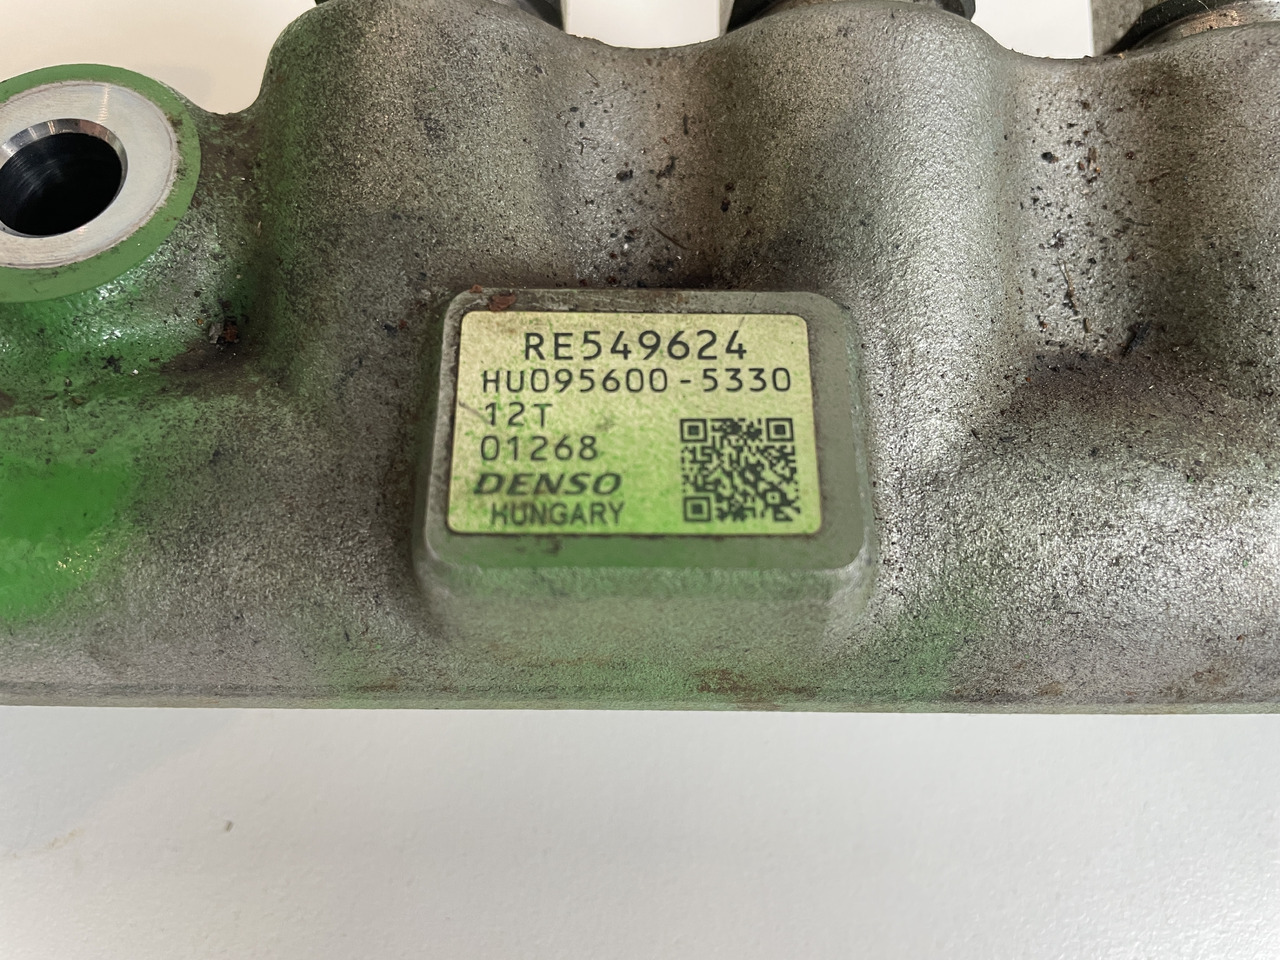 RE549624
HU095600-5330
12T
01268
DENSO
HUNGARY